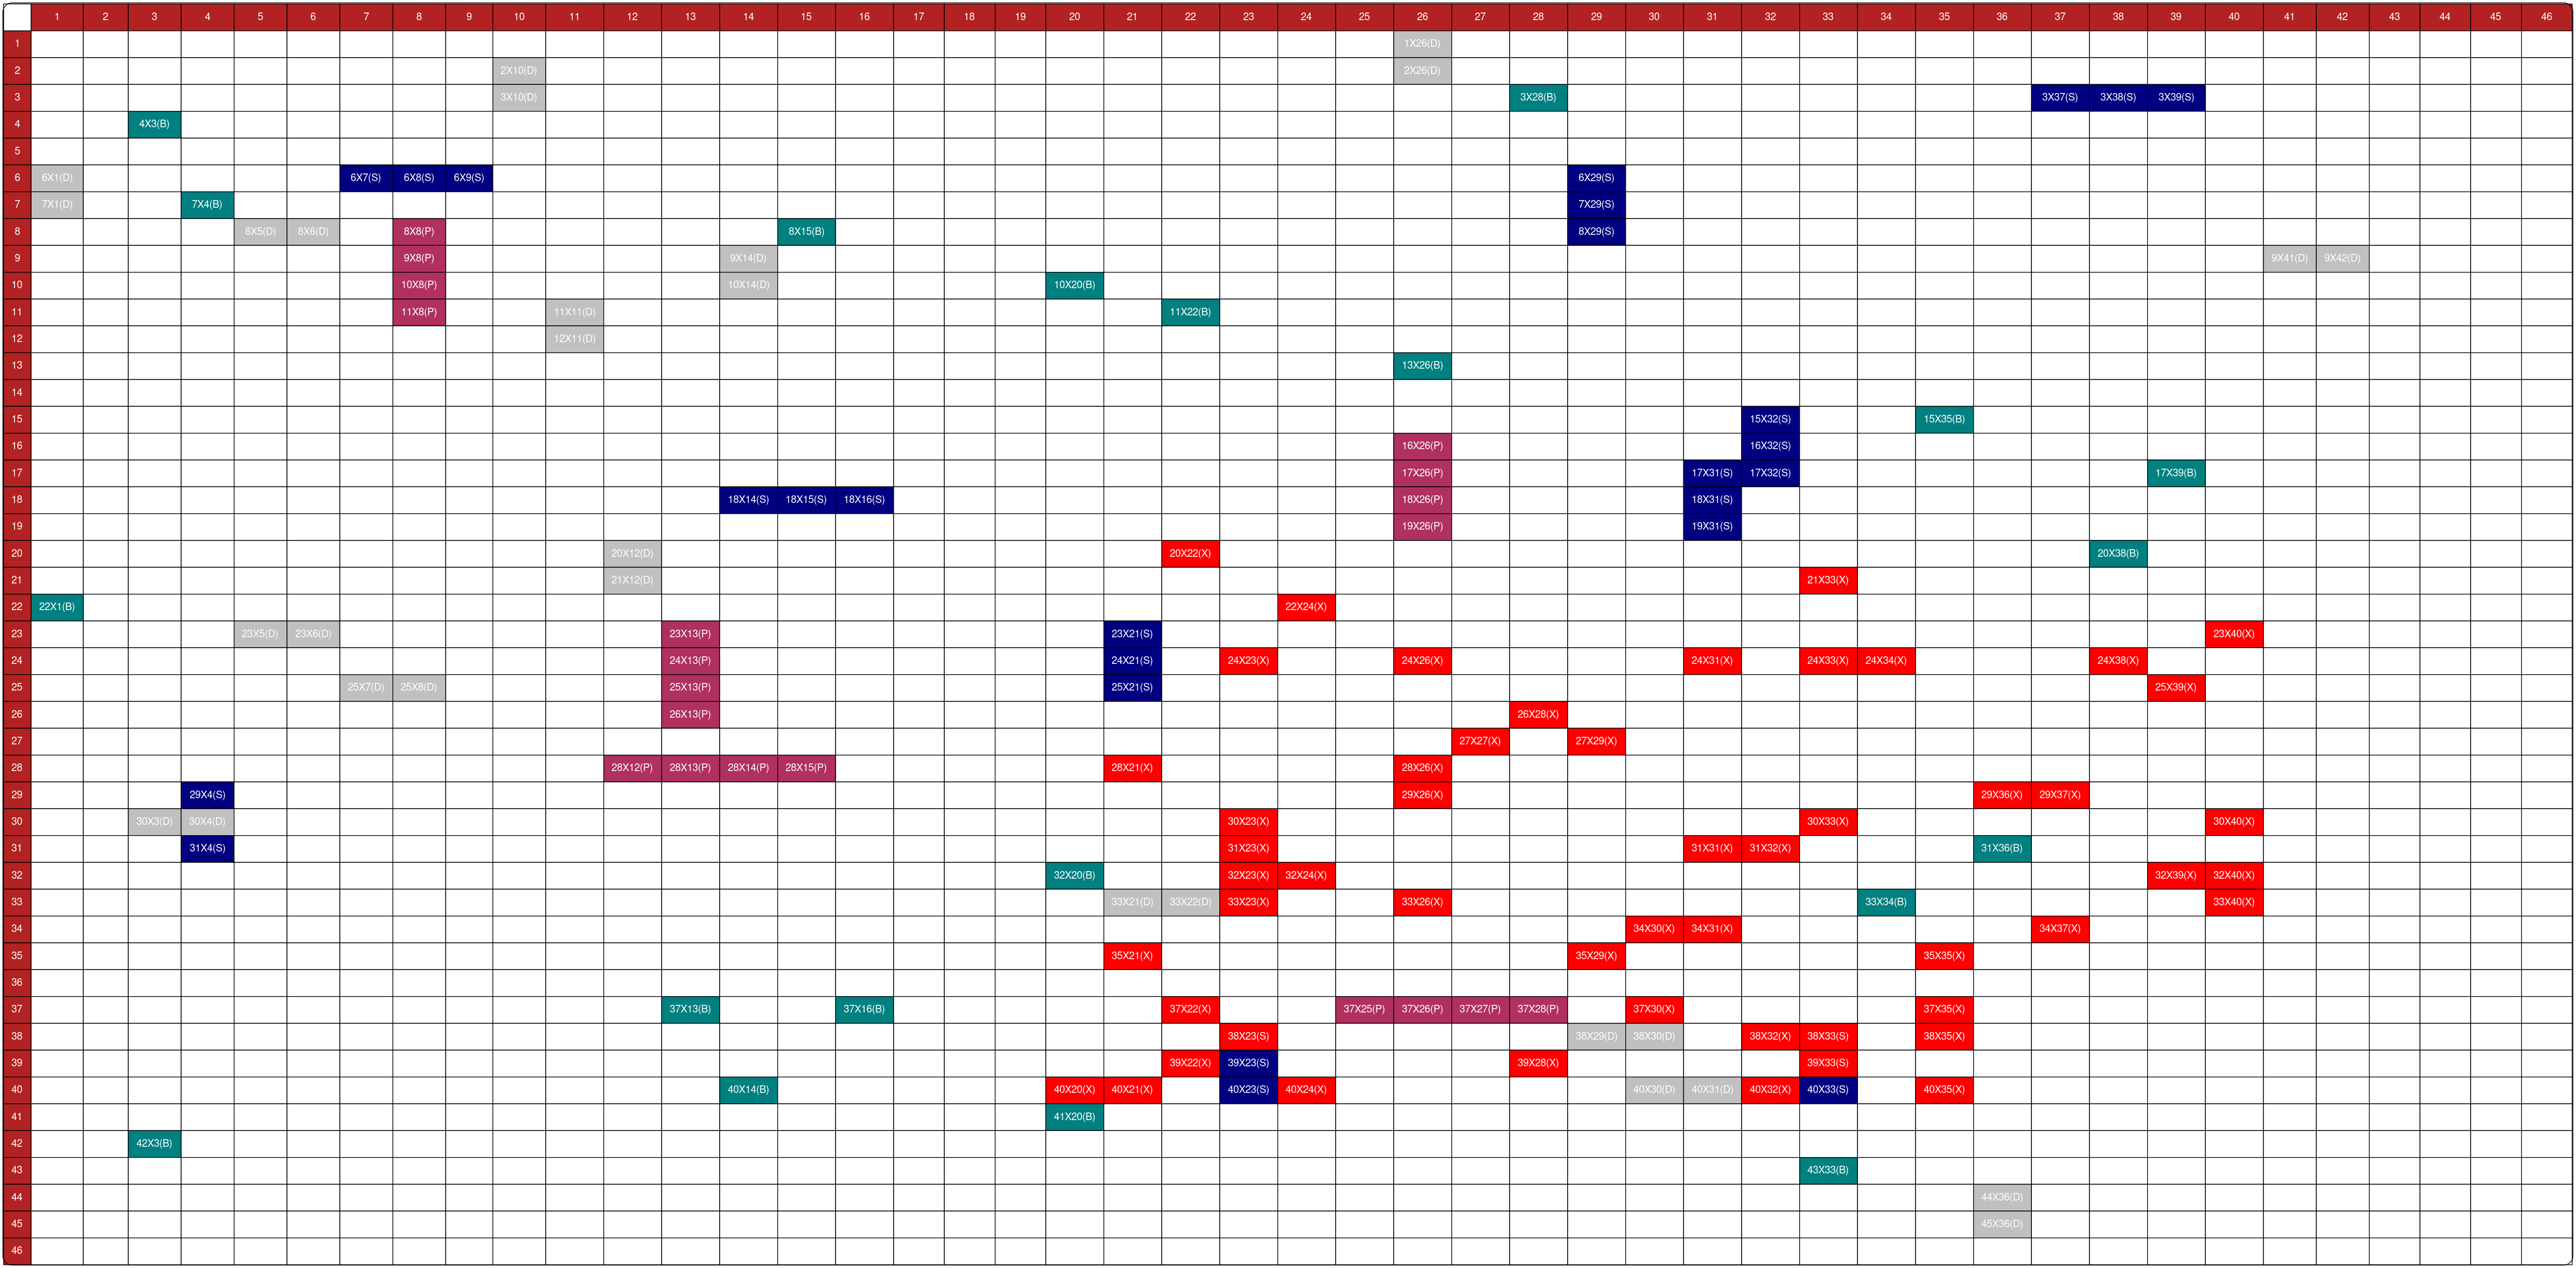 1 2 3 4 5 6 7 8 9 10 11 12 13 14 15 16 17 18 19 20 21 22 23 24 25 26 27 28 29 30 31 32 33 34 35 36 37 38 39 40 41 42 43 44 45 46
1 1X26(D)
2 2X10(D) 2X26(D)
3 3X10(D) 3X28(B) 3X37(S) 3X38(S) 3X39(S)
4 4X3(B)
5
6 6X1(D) 6X7(S) 6X8(S) 6X9(S) 6X29(S)
7 7X1(D) 7X4(B) 7X29(S)
8 8X5(D) 8X6(D) 8X8(P) 8X15(B) 8X29(S)
9 9X8(P) 9X14(D) 9X41(D) 9X42(D)
10 10X8(P) 10X14(D) 10X20(B)
11 11X8(P) 11X11(D) 11X22(B)
12 12X11(D)
13 13X26(B)
14
15 15X32(S) 15X35(B)
16 16X26(P) 16X32(S)
17 17X26(P) 17X31(S) 17X32(S) 17X39(B)
18 18X14(S) 18X15(S) 18X16(S) 18X26(P) 18X31(S)
19 19X26(P) 19X31(S)
20 20X12(D) 20X22(X) 20X38(B)
21 21X12(D) 21X33(X)
22 22X1(B) 22X24(X)
23 23X5(D) 23X6(D) 23X13(P) 23X21(S) 23X40(X)
24 24X13(P) 24X21(S) 24X23(X) 24X26(X) 24X31(X) 24X33(X) 24X34(X) 24X38(X)
25 25X7(D) 25X8(D) 25X13(P) 25X21(S) 25X39(X)
26 26X13(P) 26X28(X)
27 27X27(X) 27X29(X)
28 28X12(P) 28X13(P) 28X14(P) 28X15(P) 28X21(X) 28X26(X)
29 29X4(S) 29X26(X) 29X36(X) 29X37(X)
30 30X3(D) 30X4(D) 30X23(X) 30X33(X) 30X40(X)
31 31X4(S) 31X23(X) 31X31(X) 31X32(X) 31X36(B)
32 32X20(B) 32X23(X) 32X24(X) 32X39(X) 32X40(X)
33 33X21(D) 33X22(D) 33X23(X) 33X26(X) 33X34(B) 33X40(X)
34 34X30(X) 34X31(X) 34X37(X)
35 35X21(X) 35X29(X) 35X35(X)
36
37 37X13(B) 37X16(B) 37X22(X) 37X25(P) 37X26(P) 37X27(P) 37X28(P) 37X30(X) 37X35(X)
38 38X23(S) 38X29(D) 38X30(D) 38X32(X) 38X33(S) 38X35(X)
39 39X22(X) 39X23(S) 39X28(X) 39X33(S)
40 40X14(B) 40X20(X) 40X21(X) 40X23(S) 40X24(X) 40X30(D) 40X31(D) 40X32(X) 40X33(S) 40X35(X)
41 41X20(B)
42 42X3(B)
43 43X33(B)
44 44X36(D)
45 45X36(D)
46